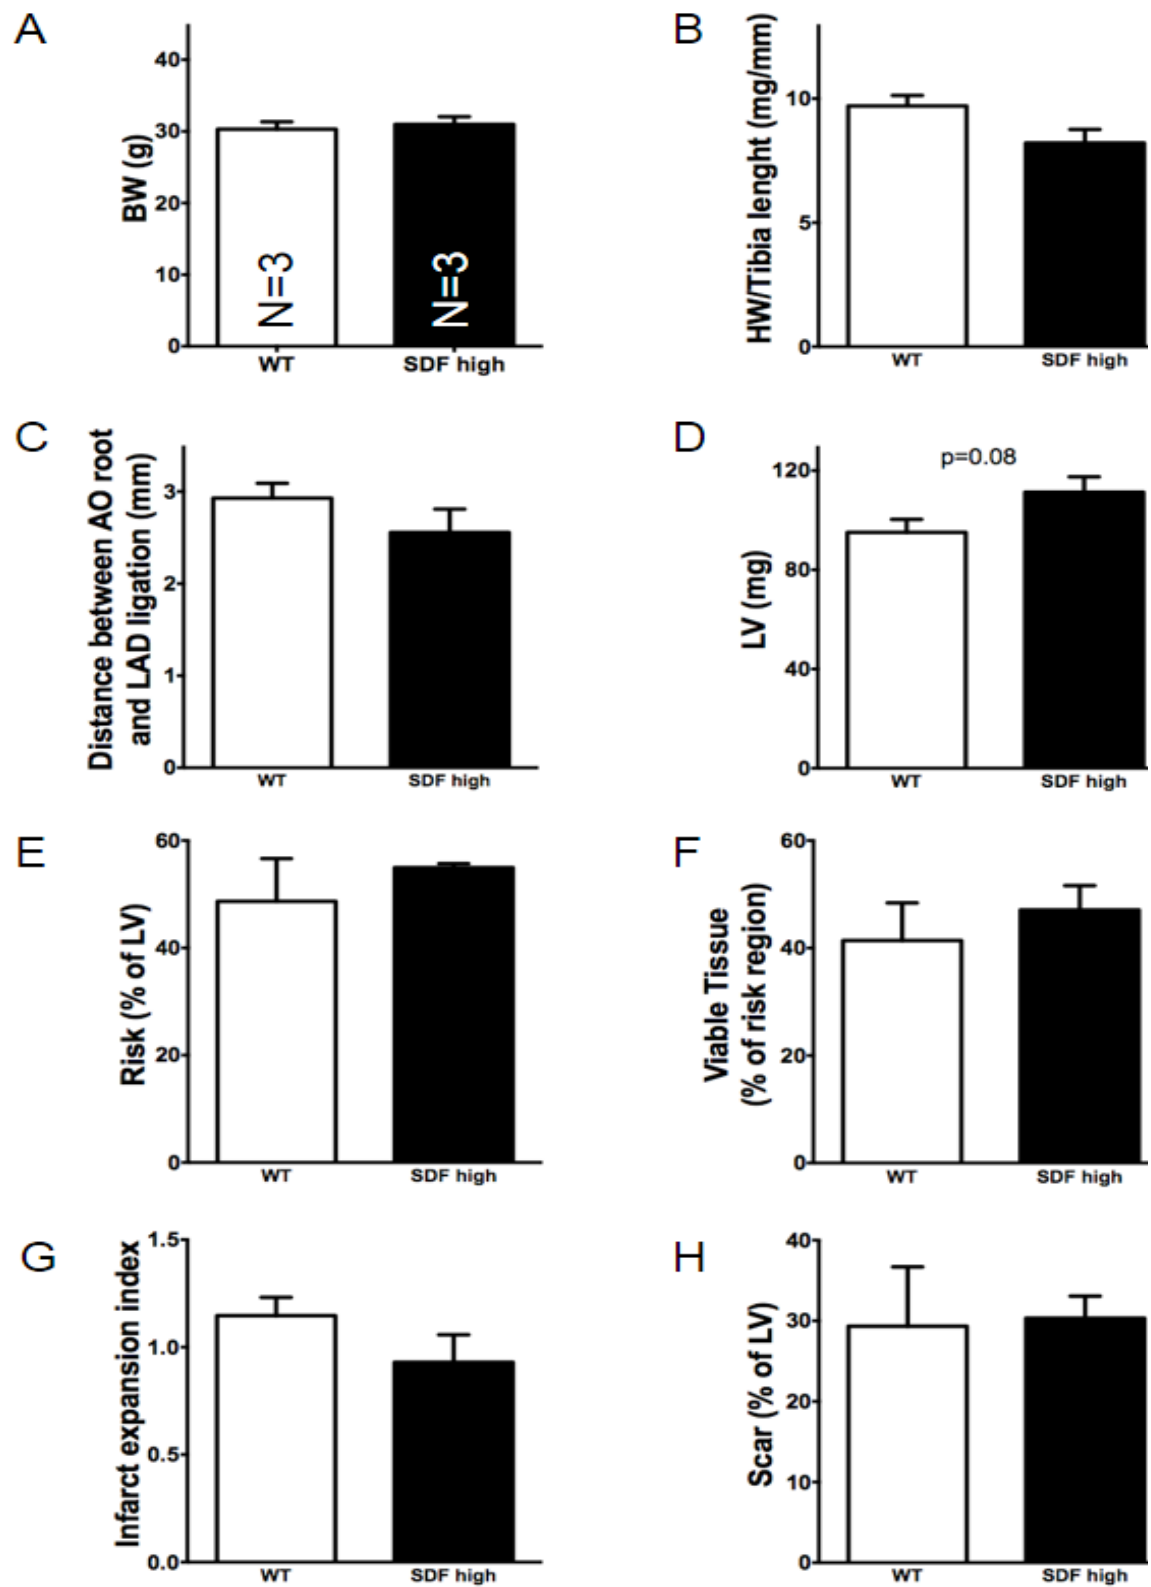 A
BW (g)
40
30
20
10
0
N=3
N=3
WT
SDF high
B
HW/Tibia lenght (mg/mm)
10
5
0
WT
SDF high
C
Distance between AO root
and LAD ligation (mm)
3
2
1
0
WT
SDF high
D
LV (mg)
120
80
40
0
p=0.08
WT
SDF high
E
Risk (% of LV)
60
40
20
0
WT
SDF high
F
Viable Tissue
(% of risk region)
60
40
20
0
WT
SDF high
G
Infarct expansion index
1.5
1.0
0.5
0.0
WT
SDF high
H
Scar (% of LV)
40
30
20
10
0
WT
SDF high